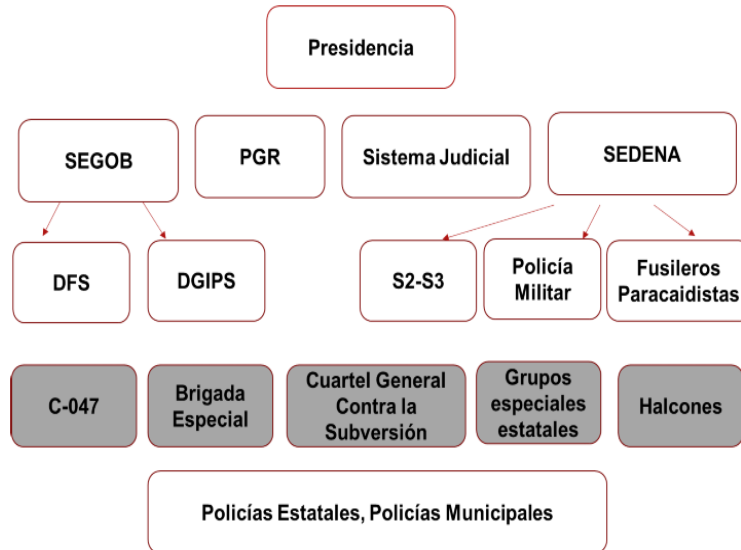 Presidencia
SEGOB
PGR
Sistema Judicial
SEDENA
DFS
DGIPS
S2-S3
Policía
Militar
Fusileros
Paracaidistas
C-047
Brigada
Especial
Cuartel General
Contra la
Subversión
Grupos
especiales
estatales
Halcones
Policías Estatales, Policías Municipales